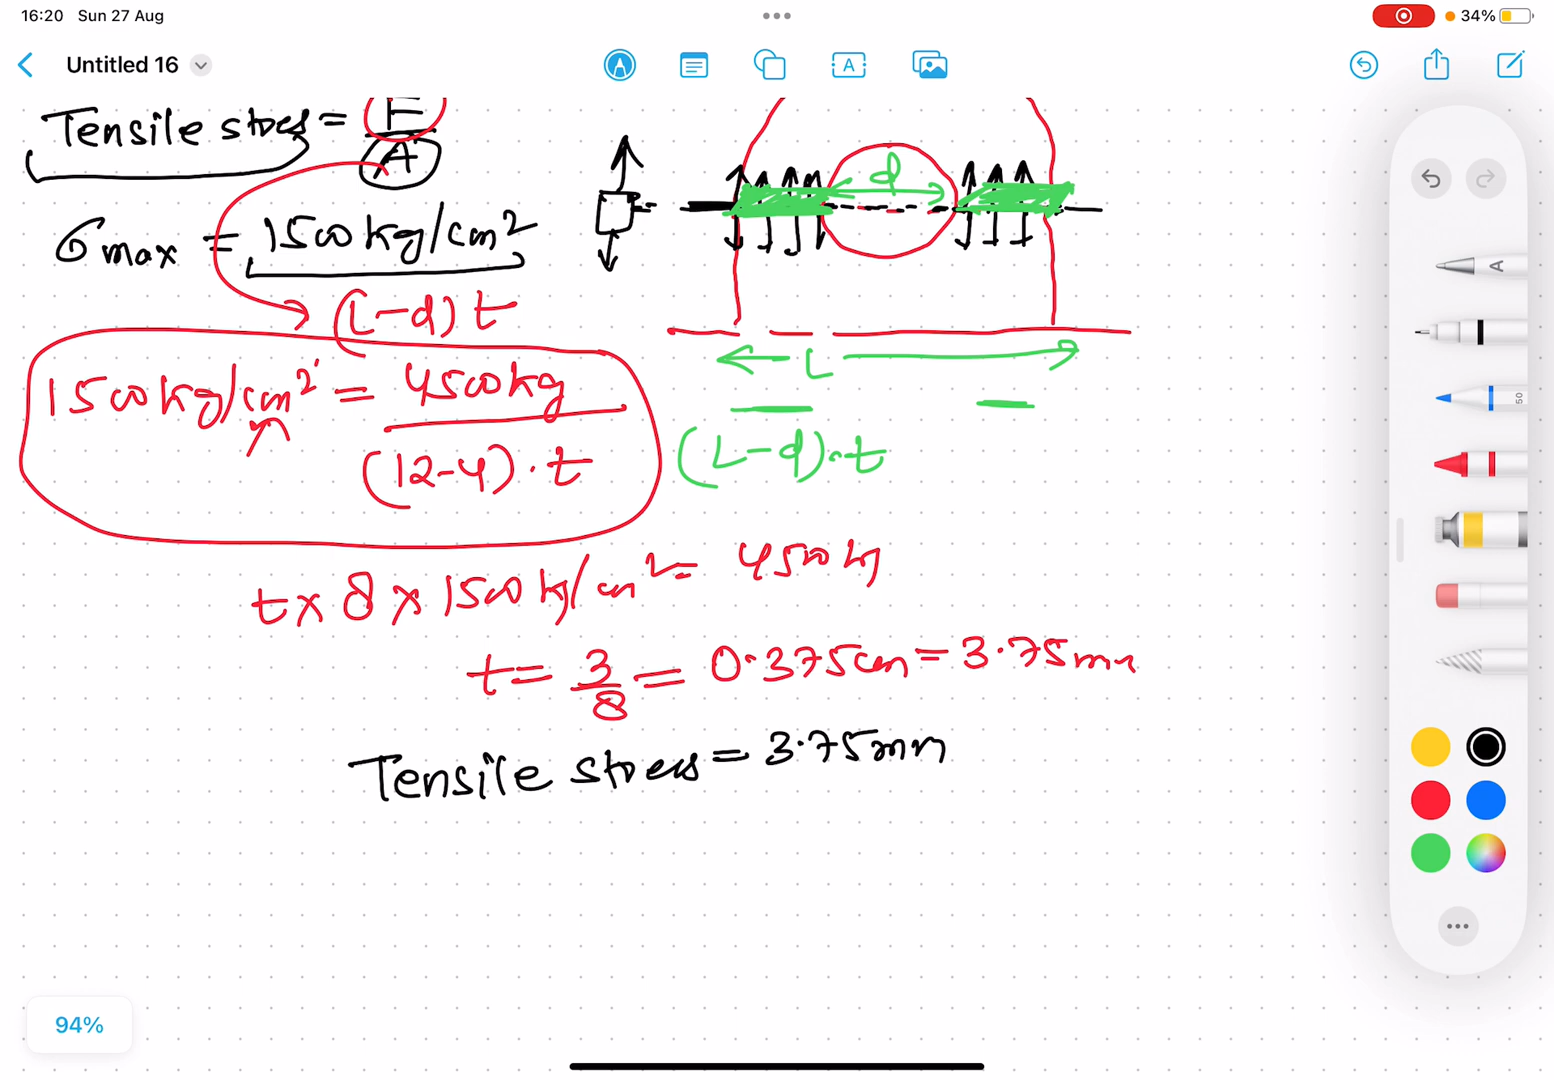 16:20 Sun 27 Aug
34%
Untitled 16
Tensile stress = F/A
σmax = 1500 kg/cm²
(L-d) t
1500 kg/cm² = 4500 kg / (12-4) · t
d
L
(L-d) · t
t × 8 × 1500 kg/cm² = 4500 kg
t = 3/8 = 0.375 cm = 3.75 mm
Tensile stress = 3.75 mm
A
50
94%